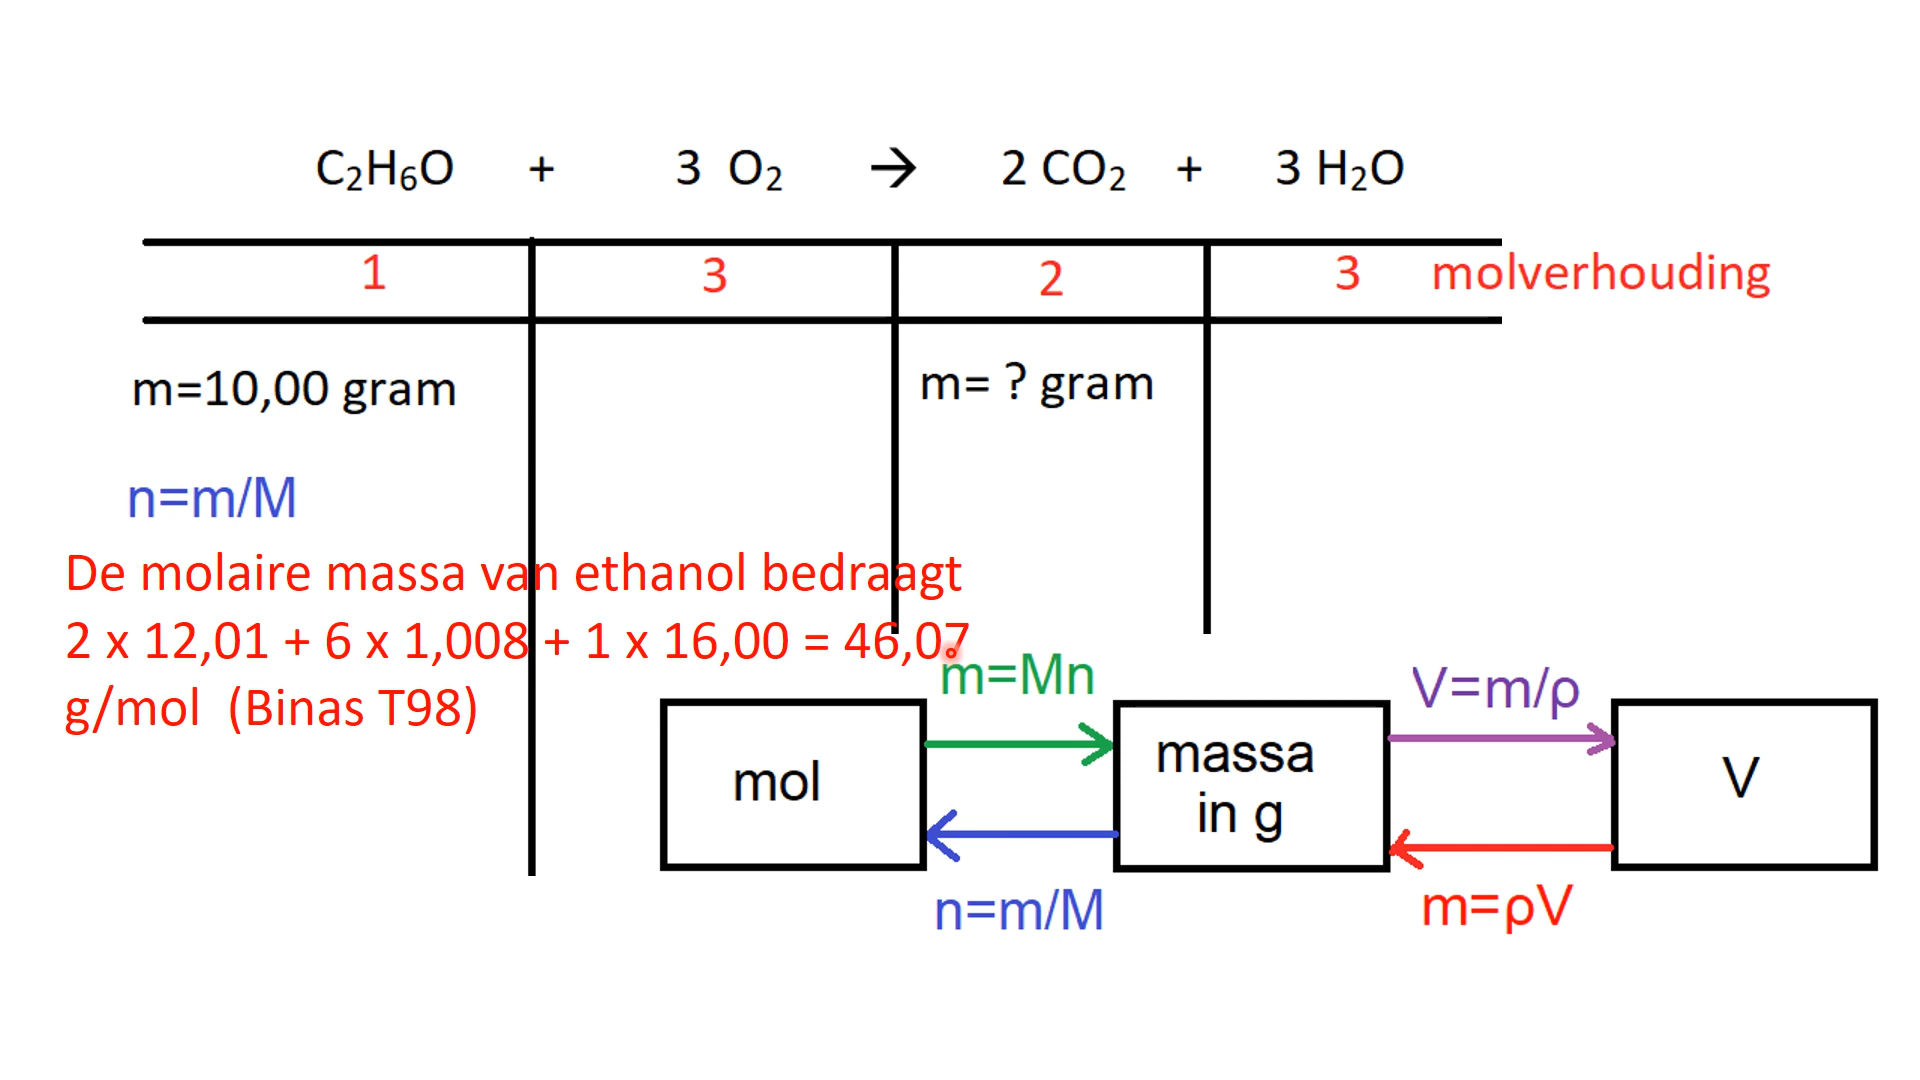 C₂H₆O + 3 O₂ → 2 CO₂ + 3 H₂O
1 3 2 3 molverhouding
m=10,00 gram m= ? gram
n=m/M
De molaire massa van ethanol bedraagt
2 x 12,01 + 6 x 1,008 + 1 x 16,00 = 46,07
g/mol (Binas T98)
m=Mn V=m/ρ
mol massa in g V
n=m/M m=ρV